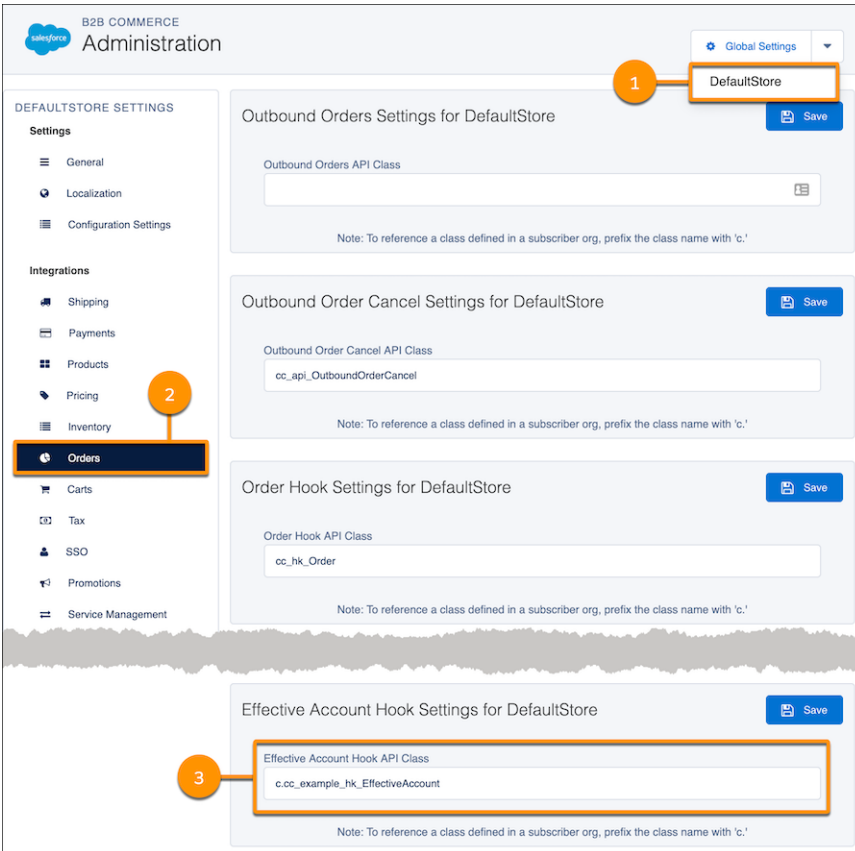 salesforce
B2B COMMERCE
Administration
Global Settings
DefaultStore
1
DEFAULTSTORE SETTINGS
Settings
General
Localization
Configuration Settings
Integrations
Shipping
Payments
Products
Pricing
2
Inventory
Orders
Carts
Tax
SSO
Promotions
Service Management
Outbound Orders Settings for DefaultStore
Save
Outbound Orders API Class
Note: To reference a class defined in a subscriber org, prefix the class name with 'c.'
Outbound Order Cancel Settings for DefaultStore
Save
Outbound Order Cancel API Class
cc_api_OutboundOrderCancel
Note: To reference a class defined in a subscriber org, prefix the class name with 'c.'
Order Hook Settings for DefaultStore
Save
Order Hook API Class
cc_hk_Order
Note: To reference a class defined in a subscriber org, prefix the class name with 'c.'
Effective Account Hook Settings for DefaultStore
Save
3
Effective Account Hook API Class
c.cc_example_hk_EffectiveAccount
Note: To reference a class defined in a subscriber org, prefix the class name with 'c.'